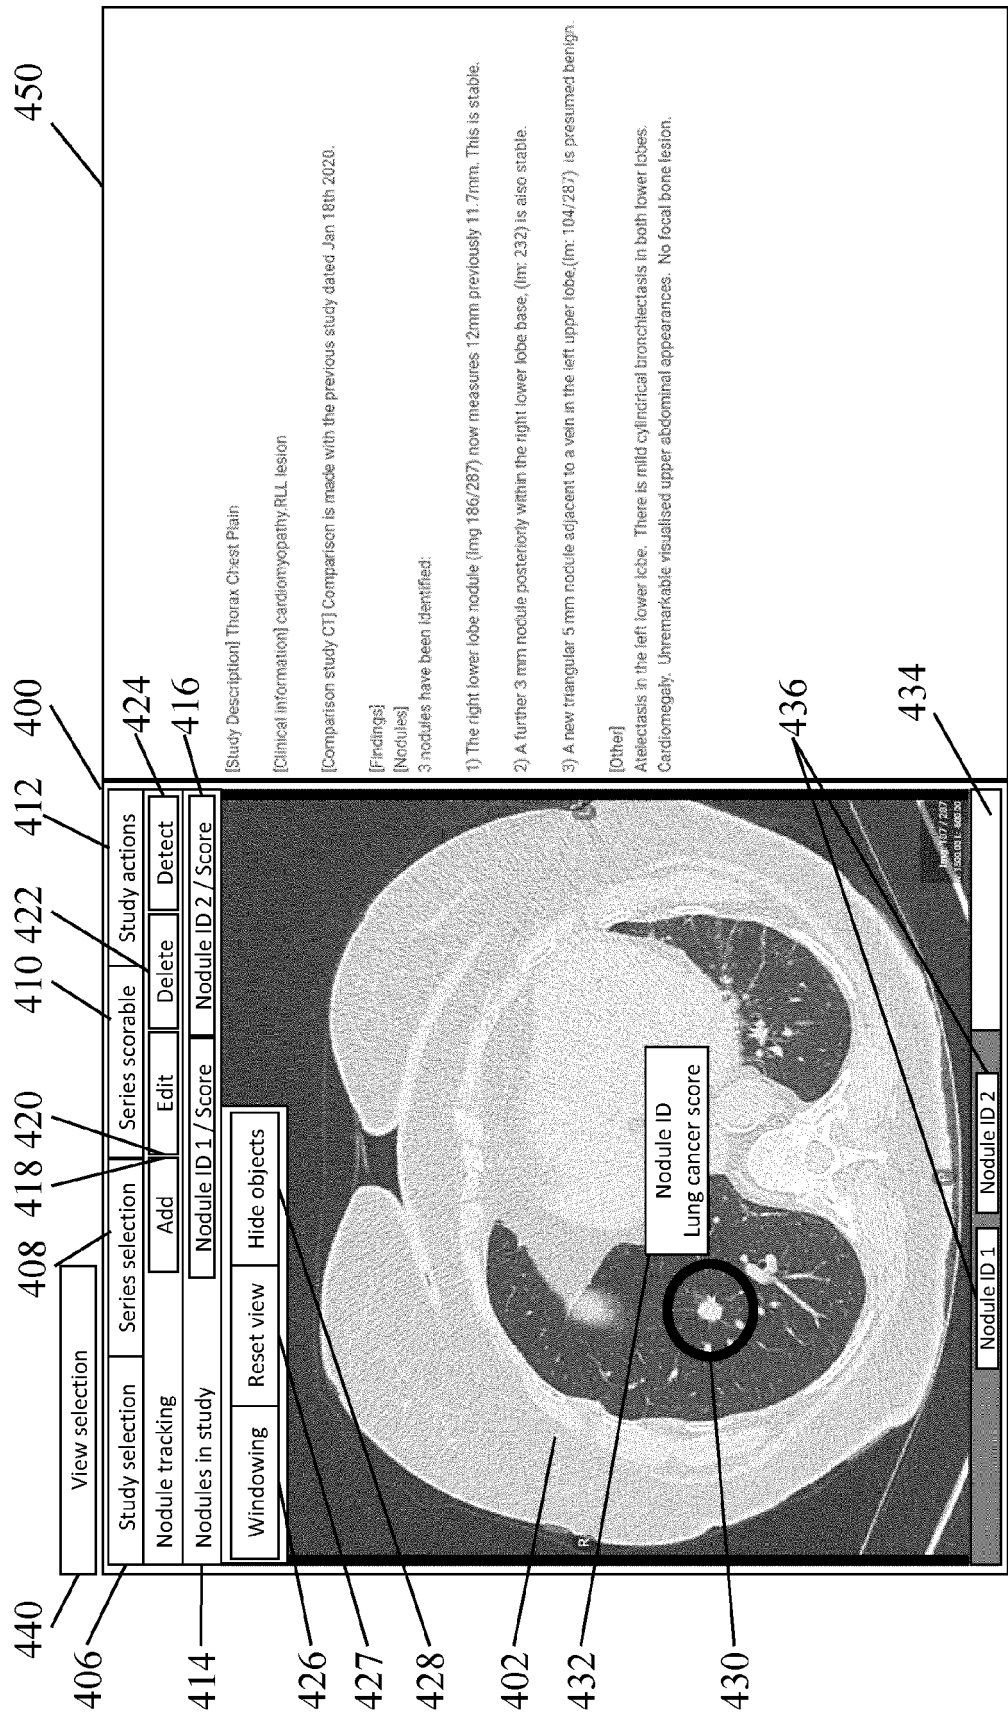 440
View selection
408
418
420
410
422
412
400
450
406
Study selection
Series selection
Series scorable
Study actions
Nodule tracking
Add
Edit
Delete
Detect
424
414
Nodules in study
Nodule ID 1 / Score
Nodule ID 2 / Score
416
426
Windowing
Reset view
Hide objects
427
428
402
432
430
Nodule ID
Lung cancer score
R
Img: 107 / 287
Nodule ID 1
Nodule ID 2
436
434
[Study Description] Thorax Chest Plain
[Clinical information] cardiomyopathy.RLL lesion
[Comparison study CT] Comparison is made with the previous study dated Jan 18th 2020.
[Findings]
[Nodules]
3 nodules have been identified:
1) The right lower lobe nodule (Img 186/287) now measures 12mm previously 11.7mm. This is stable.
2) A further 3 mm nodule posteriorly within the right lower lobe base, (Im: 232) is also stable.
3) A new triangular 5 mm nodule adjacent to a vein in the left upper lobe,(Im: 104/287) is presumed benign.
[Other]
Atelectasis in the left lower lobe. There is mild cylindrical bronchiectasis in both lower lobes.
Cardiomegaly. Unremarkable visualised upper abdominal appearances. No focal bone lesion.